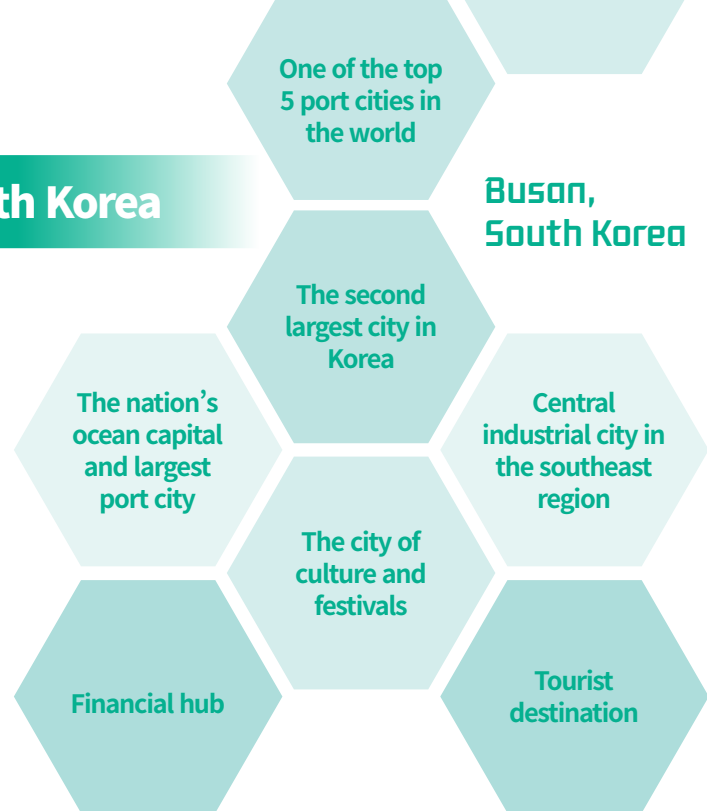 One of the top
5 port cities in
the world
th Korea
Busan,
South Korea
The second
largest city in
Korea
The nation’s
ocean capital
and largest
port city
Central
industrial city in
the southeast
region
The city of
culture and
festivals
Financial hub
Tourist
destination